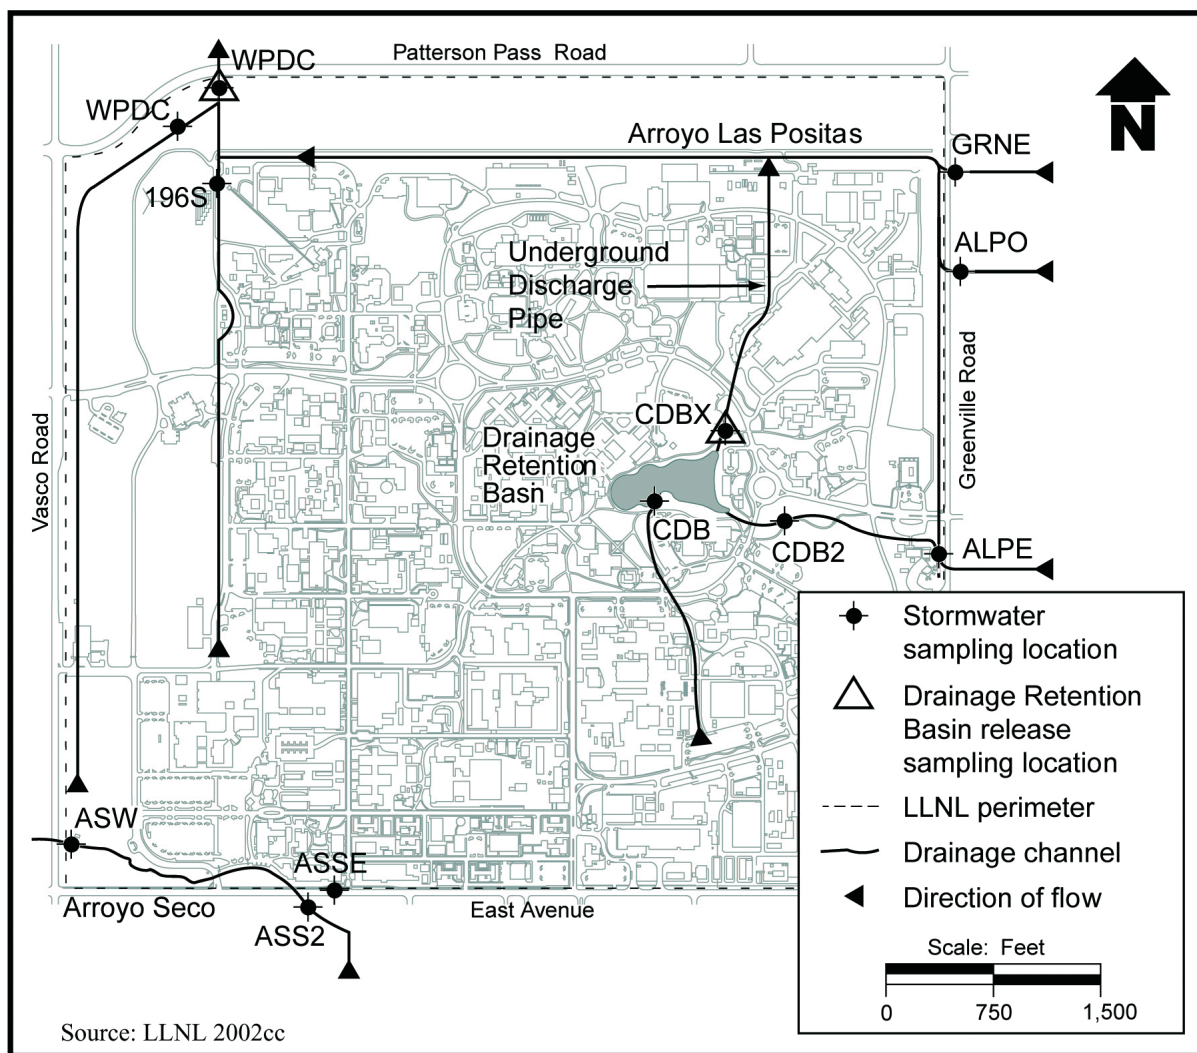 Patterson Pass Road
WPDC
WPDC
Arroyo Las Positas
N
GRNE
196S
ALPO
Underground
Discharge
Pipe
Greenville Road
Vasco Road
CDBX
Drainage
Retention
Basin
CDB
CDB2
ALPE
Stormwater
sampling location
Drainage Retention
Basin release
sampling location
LLNL perimeter
Drainage channel
Direction of flow
Scale: Feet
0 750 1,500
ASW
ASSE
Arroyo Seco
East Avenue
ASS2
Source: LLNL 2002cc